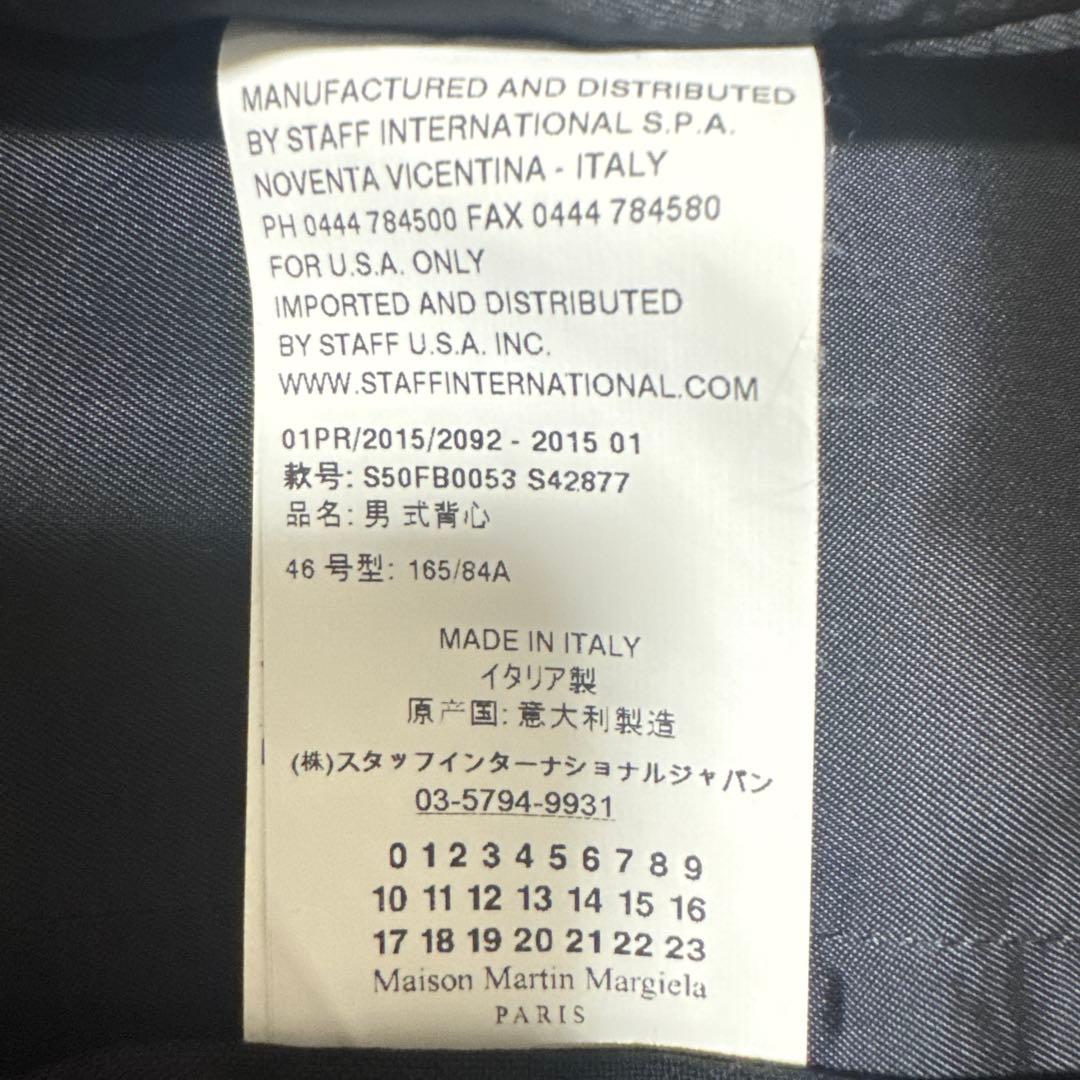 MANUFACTURED AND DISTRIBUTED
BY STAFF INTERNATIONAL S.P.A.
NOVENTA VICENTINA - ITALY
PH 0444 784500 FAX 0444 784580
FOR U.S.A. ONLY
IMPORTED AND DISTRIBUTED
BY STAFF U.S.A. INC.
WWW.STAFFINTERNATIONAL.COM
01PR/2015/2092 - 2015 01
款号: S50FB0053 S42877
品名: 男 式背心
46 号型: 165/84A
MADE IN ITALY
イタリア製
原产国: 意大利製造
(株)スタッフインターナショナルジャパン
03-5794-9931
0 1 2 3 4 5 6 7 8 9
10 11 12 13 14 15 16
17 18 19 20 21 22 23
Maison Martin Margiela
PARIS